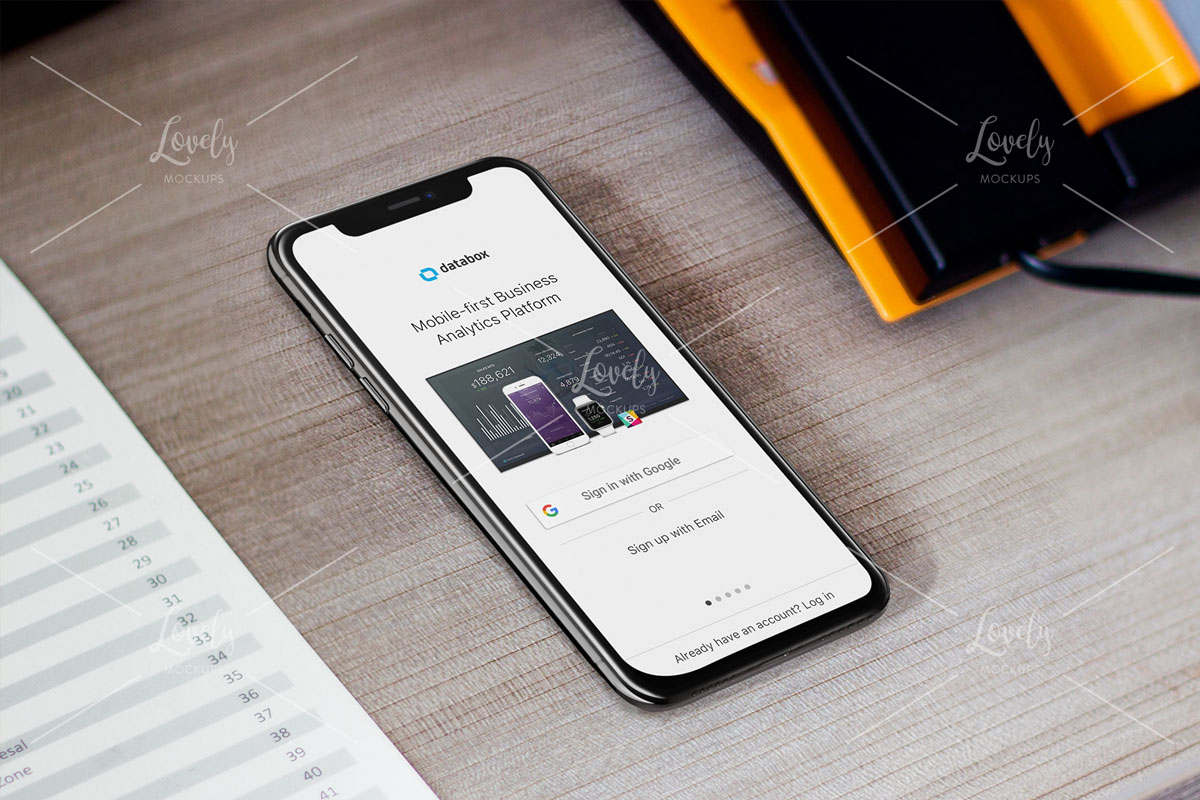 Lovely
MOCKUPS
Lovely
MOCKUPS
databox
Mobile-first Business
Analytics Platform
$188,621
12,324
4,879
Lovely
MOCKUPS
Sign in with Google
OR
Sign up with Email
Already have an account? Log in
20
21
22
23
24
25
26
27
28
29
30
31
32
33
34
35
36
37
38
39
40
41
esal
Zone
Lovely
MOCKUPS
Lovely
MOCKUPS